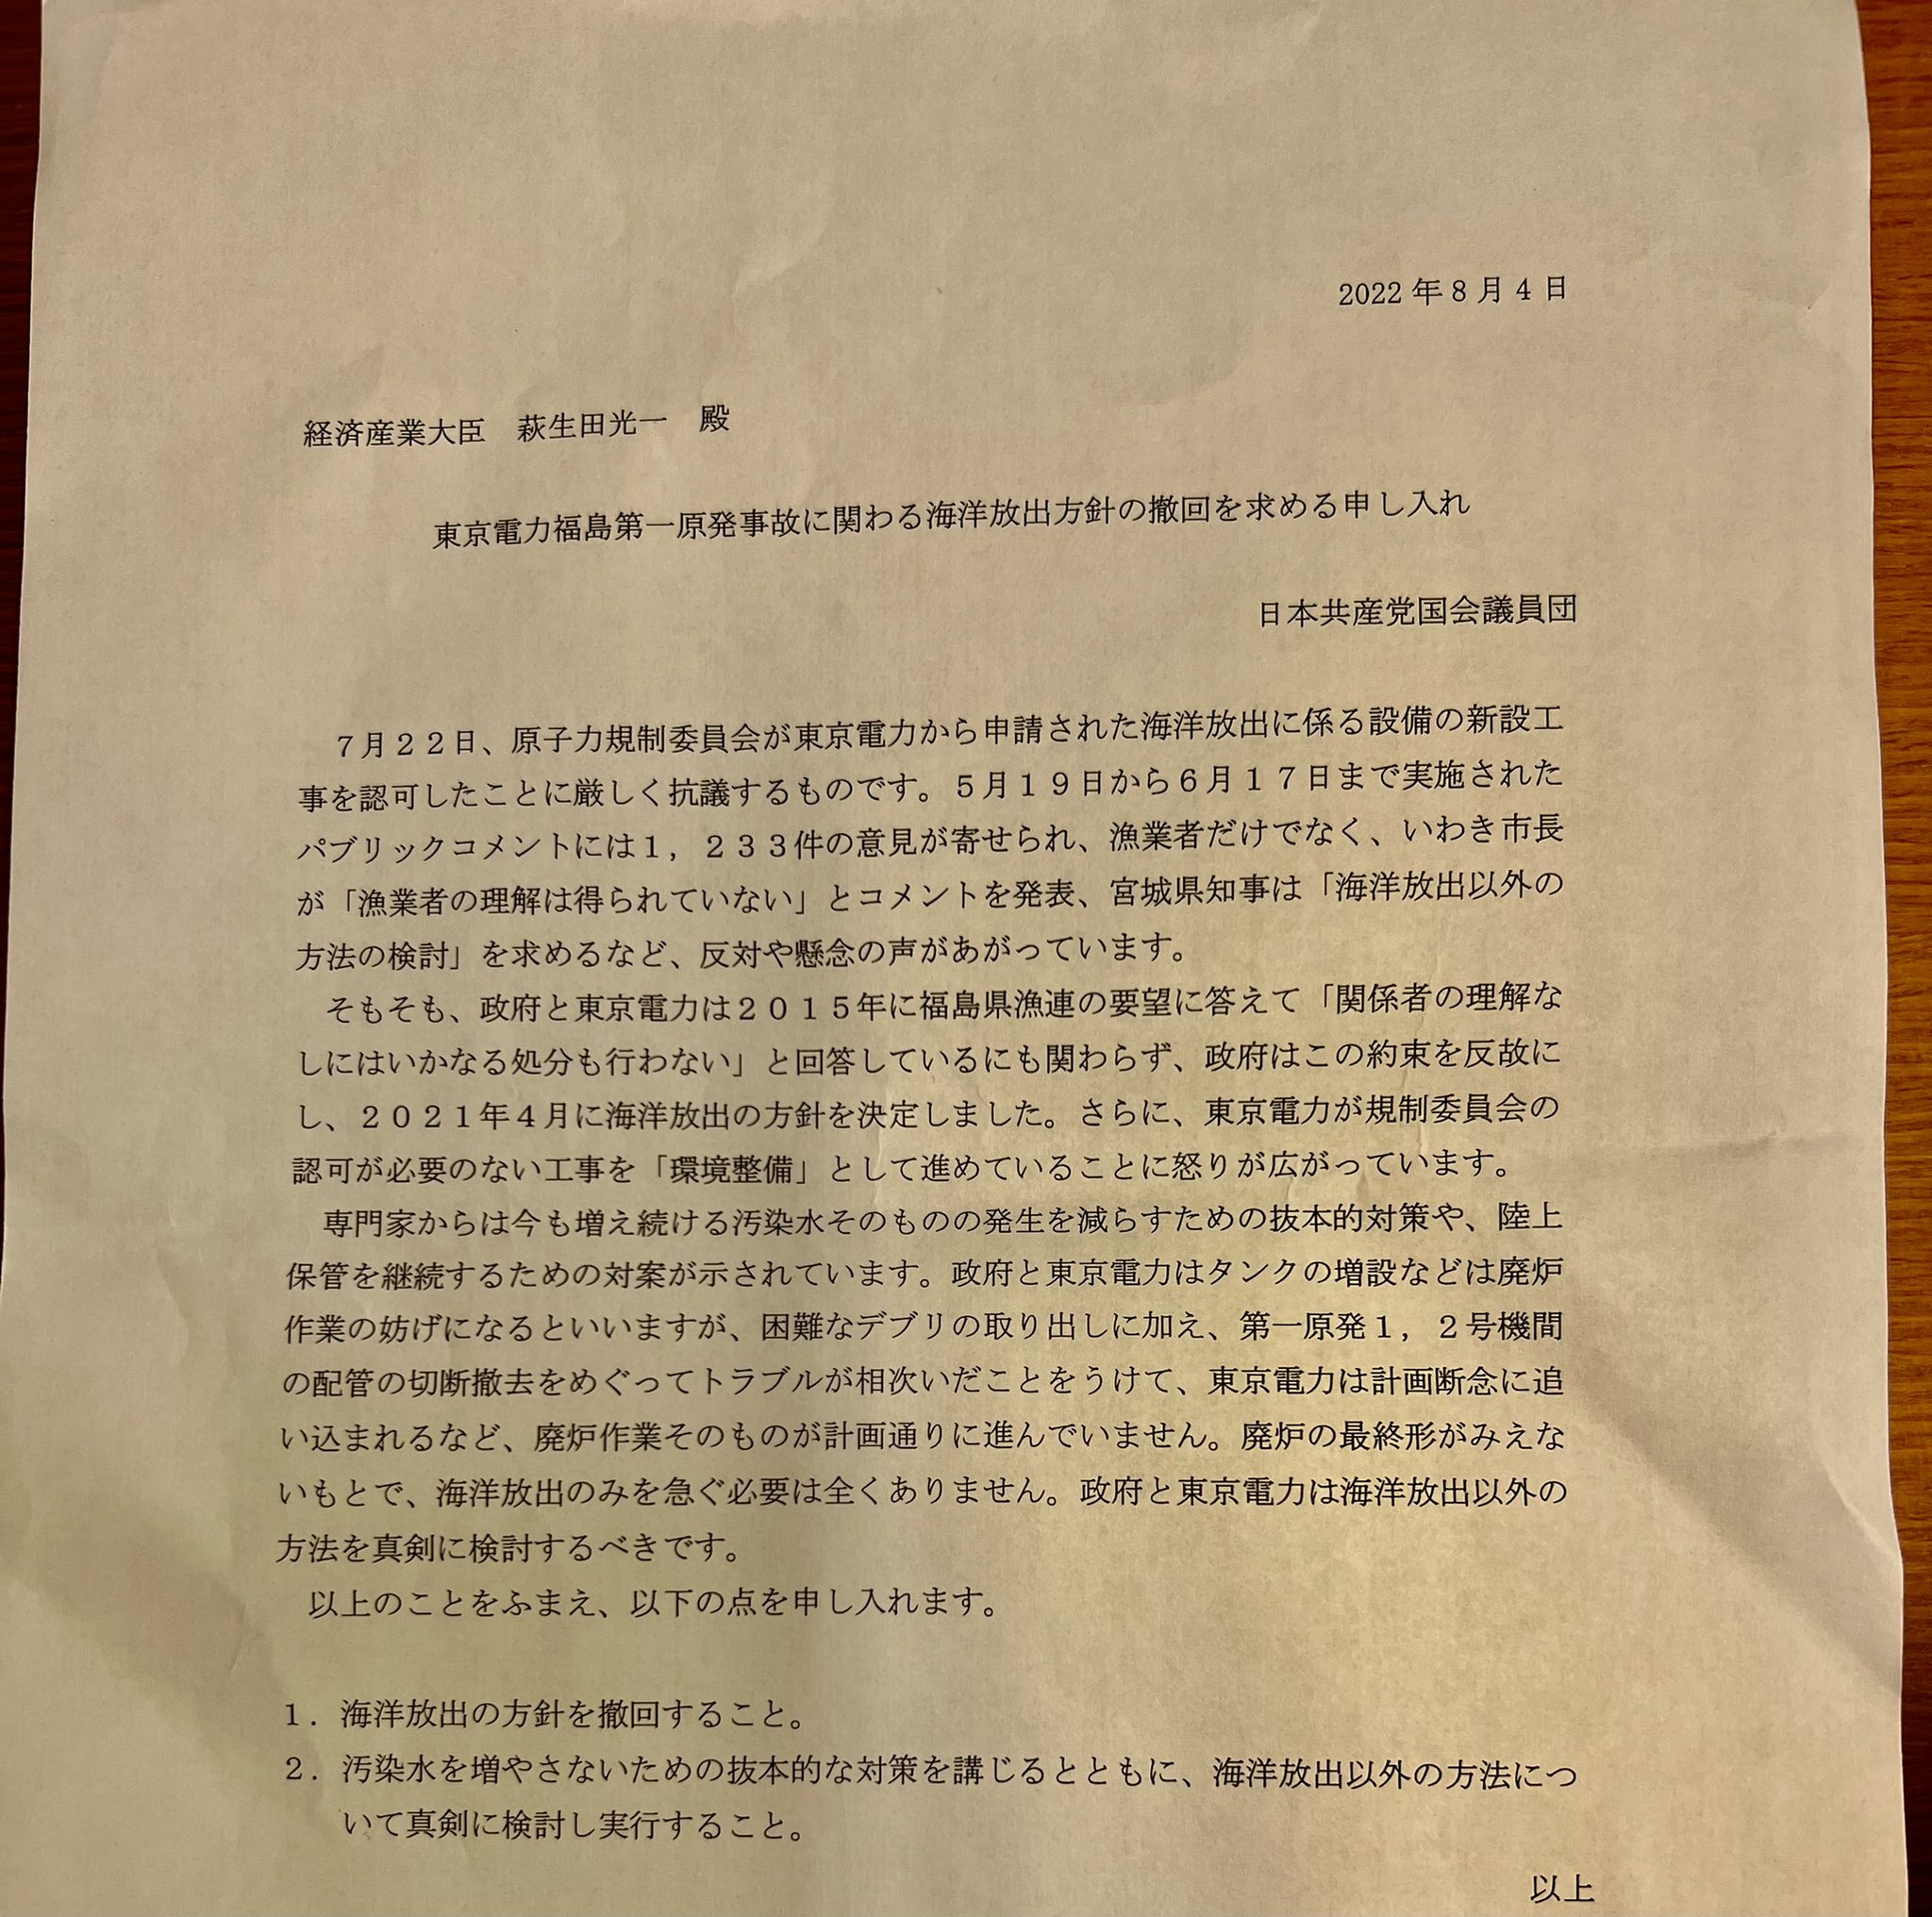 2022年8月4日
経済産業大臣　萩生田光一　殿
東京電力福島第一原発事故に関わる海洋放出方針の撤回を求める申し入れ
日本共産党国会議員団
　７月２２日、原子力規制委員会が東京電力から申請された海洋放出に係る設備の新設工
事を認可したことに厳しく抗議するものです。５月１９日から６月１７日まで実施された
パブリックコメントには１，２３３件の意見が寄せられ、漁業者だけでなく、いわき市長
が「漁業者の理解は得られていない」とコメントを発表、宮城県知事は「海洋放出以外の
方法の検討」を求めるなど、反対や懸念の声があがっています。
　そもそも、政府と東京電力は２０１５年に福島県漁連の要望に答えて「関係者の理解な
しにはいかなる処分も行わない」と回答しているにも関わらず、政府はこの約束を反故に
し、２０２１年４月に海洋放出の方針を決定しました。さらに、東京電力が規制委員会の
認可が必要のない工事を「環境整備」として進めていることに怒りが広がっています。
　専門家からは今も増え続ける汚染水そのものの発生を減らすための抜本的対策や、陸上
保管を継続するための対案が示されています。政府と東京電力はタンクの増設などは廃炉
作業の妨げになるといいますが、困難なデブリの取り出しに加え、第一原発１，２号機間
の配管の切断撤去をめぐってトラブルが相次いだことをうけて、東京電力は計画断念に追
い込まれるなど、廃炉作業そのものが計画通りに進んでいません。廃炉の最終形がみえな
いもとで、海洋放出のみを急ぐ必要は全くありません。政府と東京電力は海洋放出以外の
方法を真剣に検討するべきです。
　以上のことをふまえ、以下の点を申し入れます。
１．海洋放出の方針を撤回すること。
２．汚染水を増やさないための抜本的な対策を講じるとともに、海洋放出以外の方法につ
いて真剣に検討し実行すること。
以上